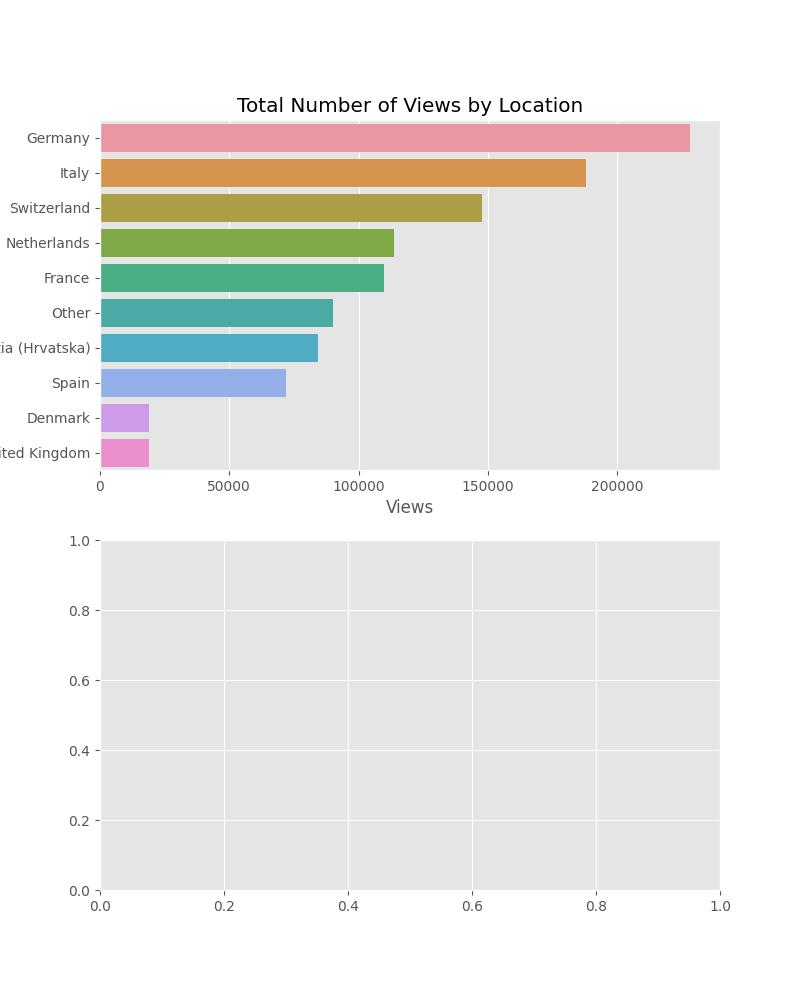 Total Number of Views by Location
Germany
Italy
Switzerland
Netherlands
France
Other
ia (Hrvatska)
Spain
Denmark
ited Kingdom
0 50000 100000 150000 200000
Views
1.0
0.8
0.6
0.4
0.2
0.0
0.0 0.2 0.4 0.6 0.8 1.0